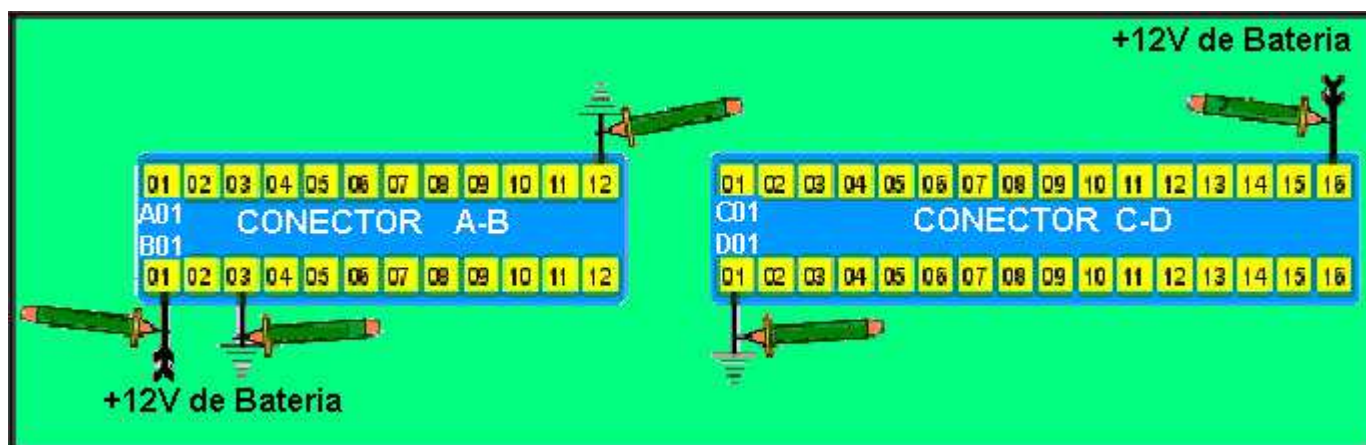 +12V de Bateria
01 02 03 04 05 06 07 08 09 10 11 12
A01
CONECTOR A-B
B01
01 02 03 04 05 06 07 08 09 10 11 12
+12V de Bateria
01 02 03 04 05 06 07 08 09 10 11 12 13 14 15 16
C01
CONECTOR C-D
D01
01 02 03 04 05 06 07 08 09 10 11 12 13 14 15 16